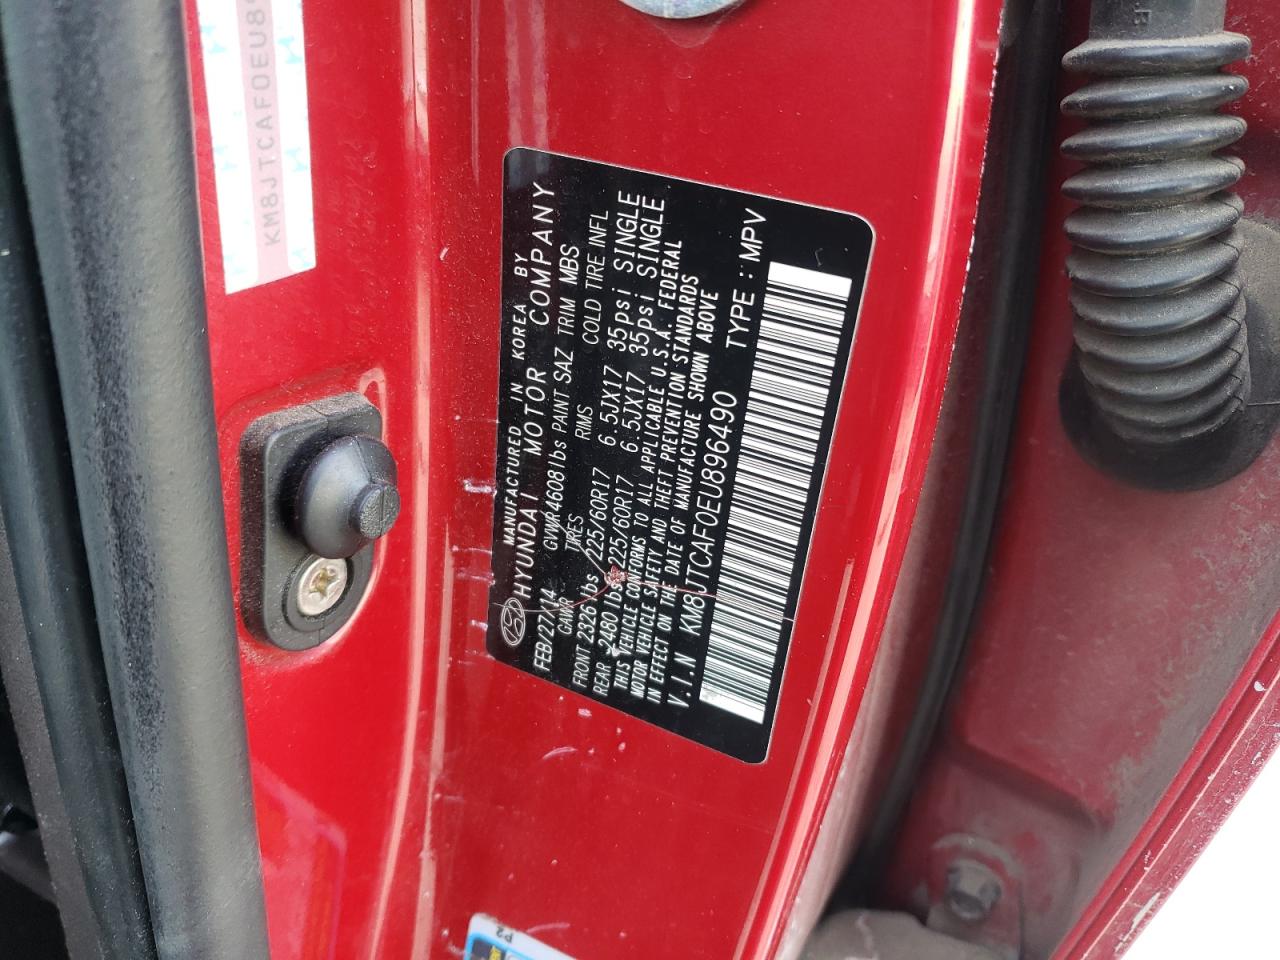 KM8JTCAF0EU8
MANUFACTURED IN KOREA BY
HYUNDAI MOTOR COMPANY
FEB/27/14 GVWR 4608lbs PAINT SAZ TRIM MBS
GAWR TIRES RIMS COLD TIRE INFL
FRONT 2326 lbs 225/60R17 6.5JX17 35psi SINGLE
REAR 2480 lbs 225/60R17 6.5JX17 35psi SINGLE
THIS VEHICLE CONFORMS TO ALL APPLICABLE U.S.A. FEDERAL
MOTOR VEHICLE SAFETY AND THEFT PREVENTION STANDARDS
IN EFFECT ON THE DATE OF MANUFACTURE SHOWN ABOVE
V.I.N KM8JTCAF0EU896490 TYPE : MPV
P2